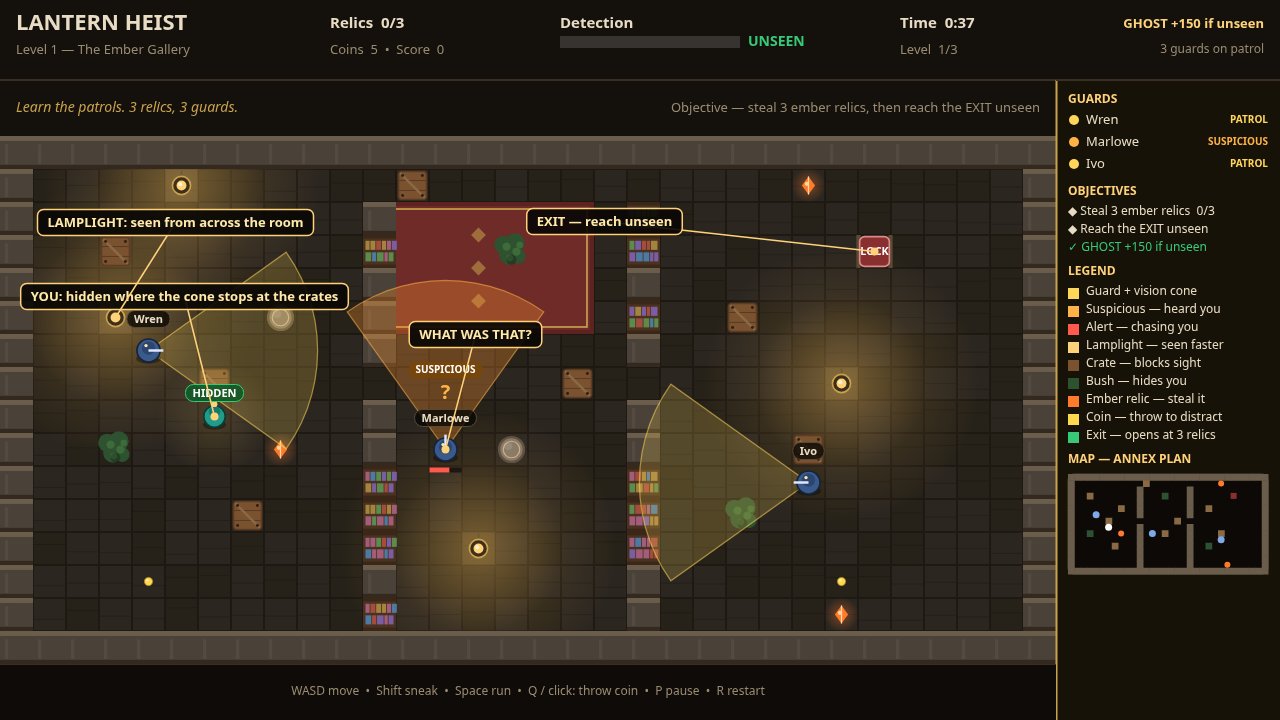 LANTERN HEIST
Level 1 — The Ember Gallery
Relics 0/3
Coins 5 • Score 0
Detection
UNSEEN
Time 0:37
Level 1/3
GHOST +150 if unseen
3 guards on patrol
Learn the patrols. 3 relics, 3 guards.
Objective — steal 3 ember relics, then reach the EXIT unseen
LAMPLIGHT: seen from across the room
EXIT — reach unseen
LOCK
YOU: hidden where the cone stops at the crates
Wren
WHAT WAS THAT?
SUSPICIOUS
?
HIDDEN
Marlowe
Ivo
WASD move • Shift sneak • Space run • Q / click: throw coin • P pause • R restart
GUARDS
Wren PATROL
Marlowe SUSPICIOUS
Ivo PATROL
OBJECTIVES
◆ Steal 3 ember relics 0/3
◆ Reach the EXIT unseen
✓ GHOST +150 if unseen
LEGEND
Guard + vision cone
Suspicious — heard you
Alert — chasing you
Lamplight — seen faster
Crate — blocks sight
Bush — hides you
Ember relic — steal it
Coin — throw to distract
Exit — opens at 3 relics
MAP — ANNEX PLAN